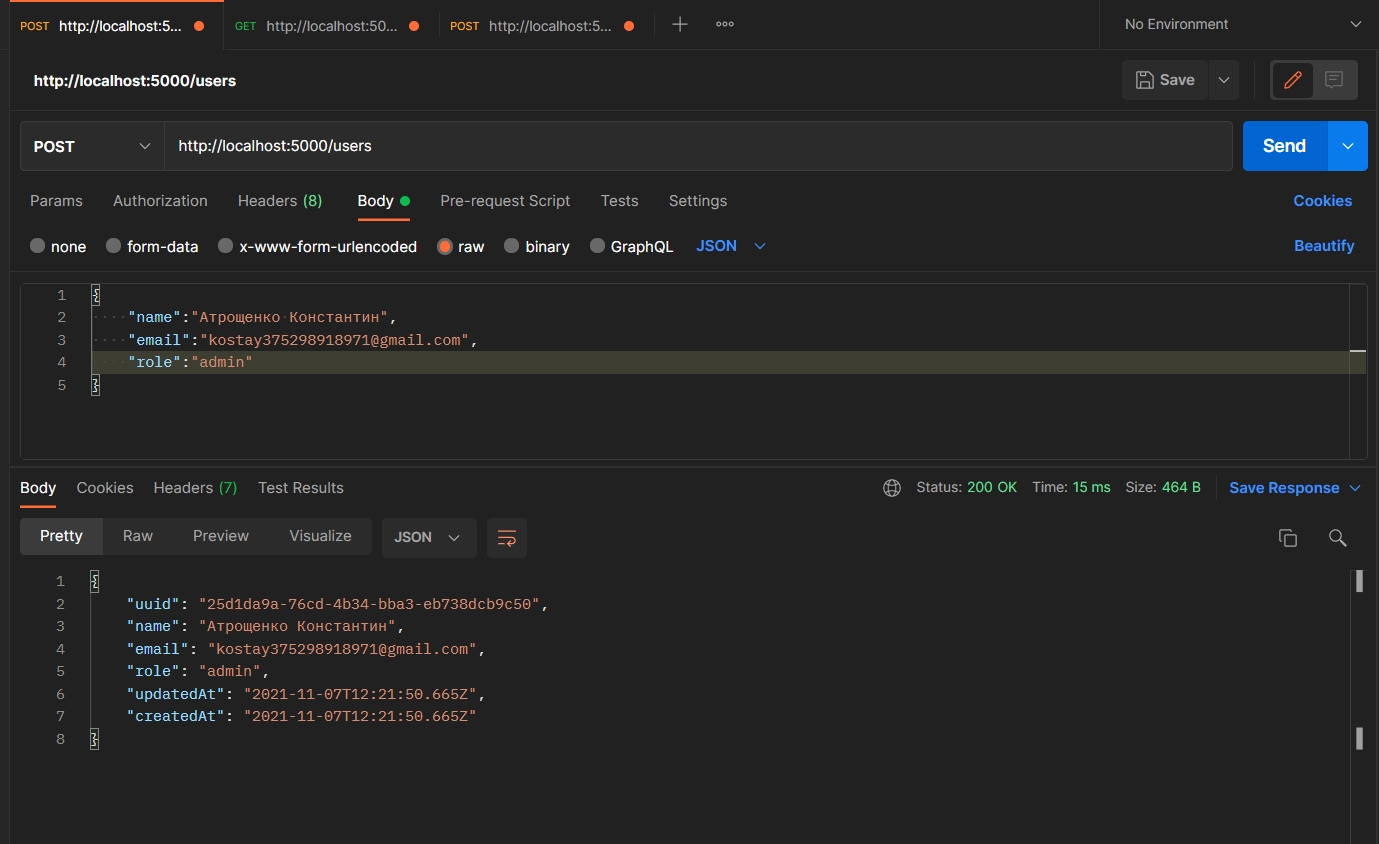 POST http://localhost:5... GET http://localhost:50... POST http://localhost:5... No Environment
http://localhost:5000/users Save
POST http://localhost:5000/users Send
Params Authorization Headers (8) Body Pre-request Script Tests Settings Cookies
none form-data x-www-form-urlencoded raw binary GraphQL JSON Beautify
1 {
2 "name":"Атрощенко Константин",
3 "email":"kostay375298918971@gmail.com",
4 "role":"admin"
5 }
Body Cookies Headers (7) Test Results Status: 200 OK Time: 15 ms Size: 464 B Save Response
Pretty Raw Preview Visualize JSON
1 {
2 "uuid": "25d1da9a-76cd-4b34-bba3-eb738dcb9c50",
3 "name": "Атрощенко Константин",
4 "email": "kostay375298918971@gmail.com",
5 "role": "admin",
6 "updatedAt": "2021-11-07T12:21:50.665Z",
7 "createdAt": "2021-11-07T12:21:50.665Z"
8 }